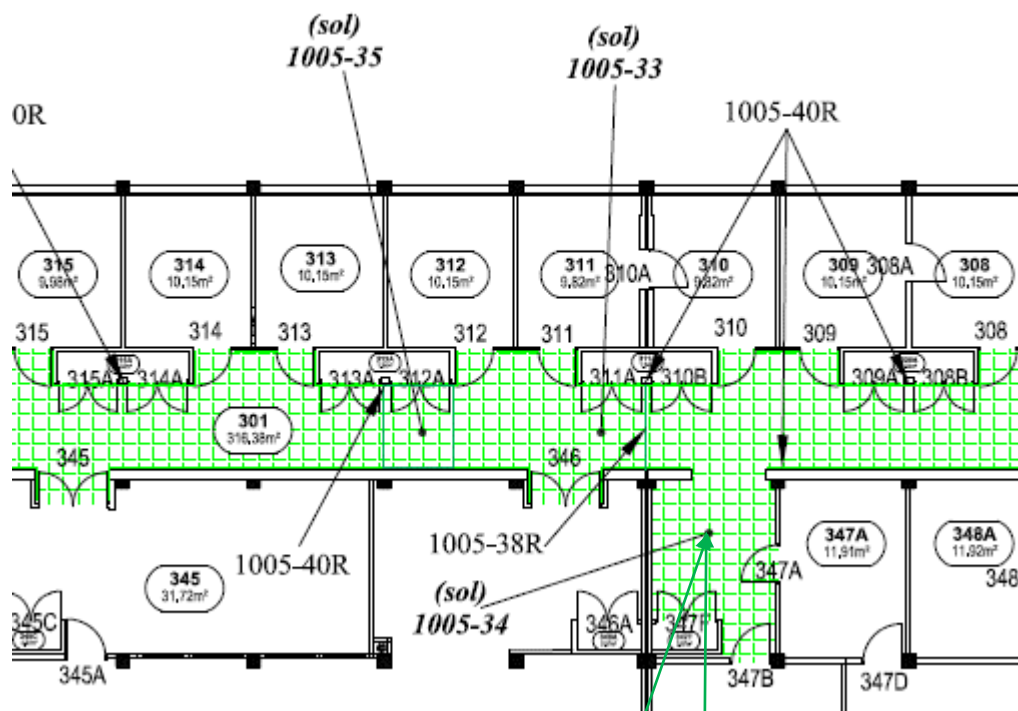 (sol)
1005-35
(sol)
1005-33
0R
1005-40R
315
9,98m²
314
10,15m²
313
10,15m²
312
10,15m²
311
9,82m²
310A
310
9,82m²
309
10,15m²
308A
308
10,15m²
315
314
313
312
311
310
309
308
315A
314A
313A
312A
311A
310B
309A
308B
301
316,38m²
345
346
1005-40R
1005-38R
(sol)
1005-34
345
31,72m²
347A
11,91m²
348A
11,92m²
347A
348
345C
346A
347F
345A
347B
347D